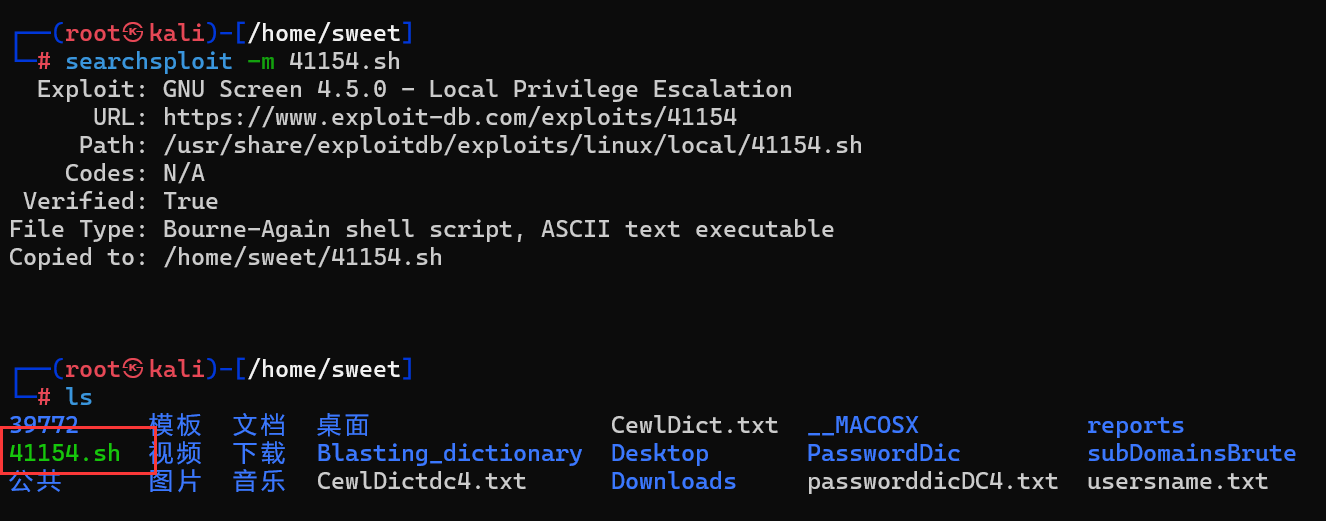 ┌──(root㉿kali)-[/home/sweet]
└─# searchsploit -m 41154.sh
Exploit: GNU Screen 4.5.0 - Local Privilege Escalation
URL: https://www.exploit-db.com/exploits/41154
Path: /usr/share/exploitdb/exploits/linux/local/41154.sh
Codes: N/A
Verified: True
File Type: Bourne-Again shell script, ASCII text executable
Copied to: /home/sweet/41154.sh
┌──(root㉿kali)-[/home/sweet]
└─# ls
39772 模板 文档 桌面 CewlDict.txt __MACOSX reports
41154.sh 视频 下载 Blasting_dictionary Desktop PasswordDic subDomainsBrute
公共 图片 音乐 CewlDictdc4.txt Downloads passworddicDC4.txt usersname.txt